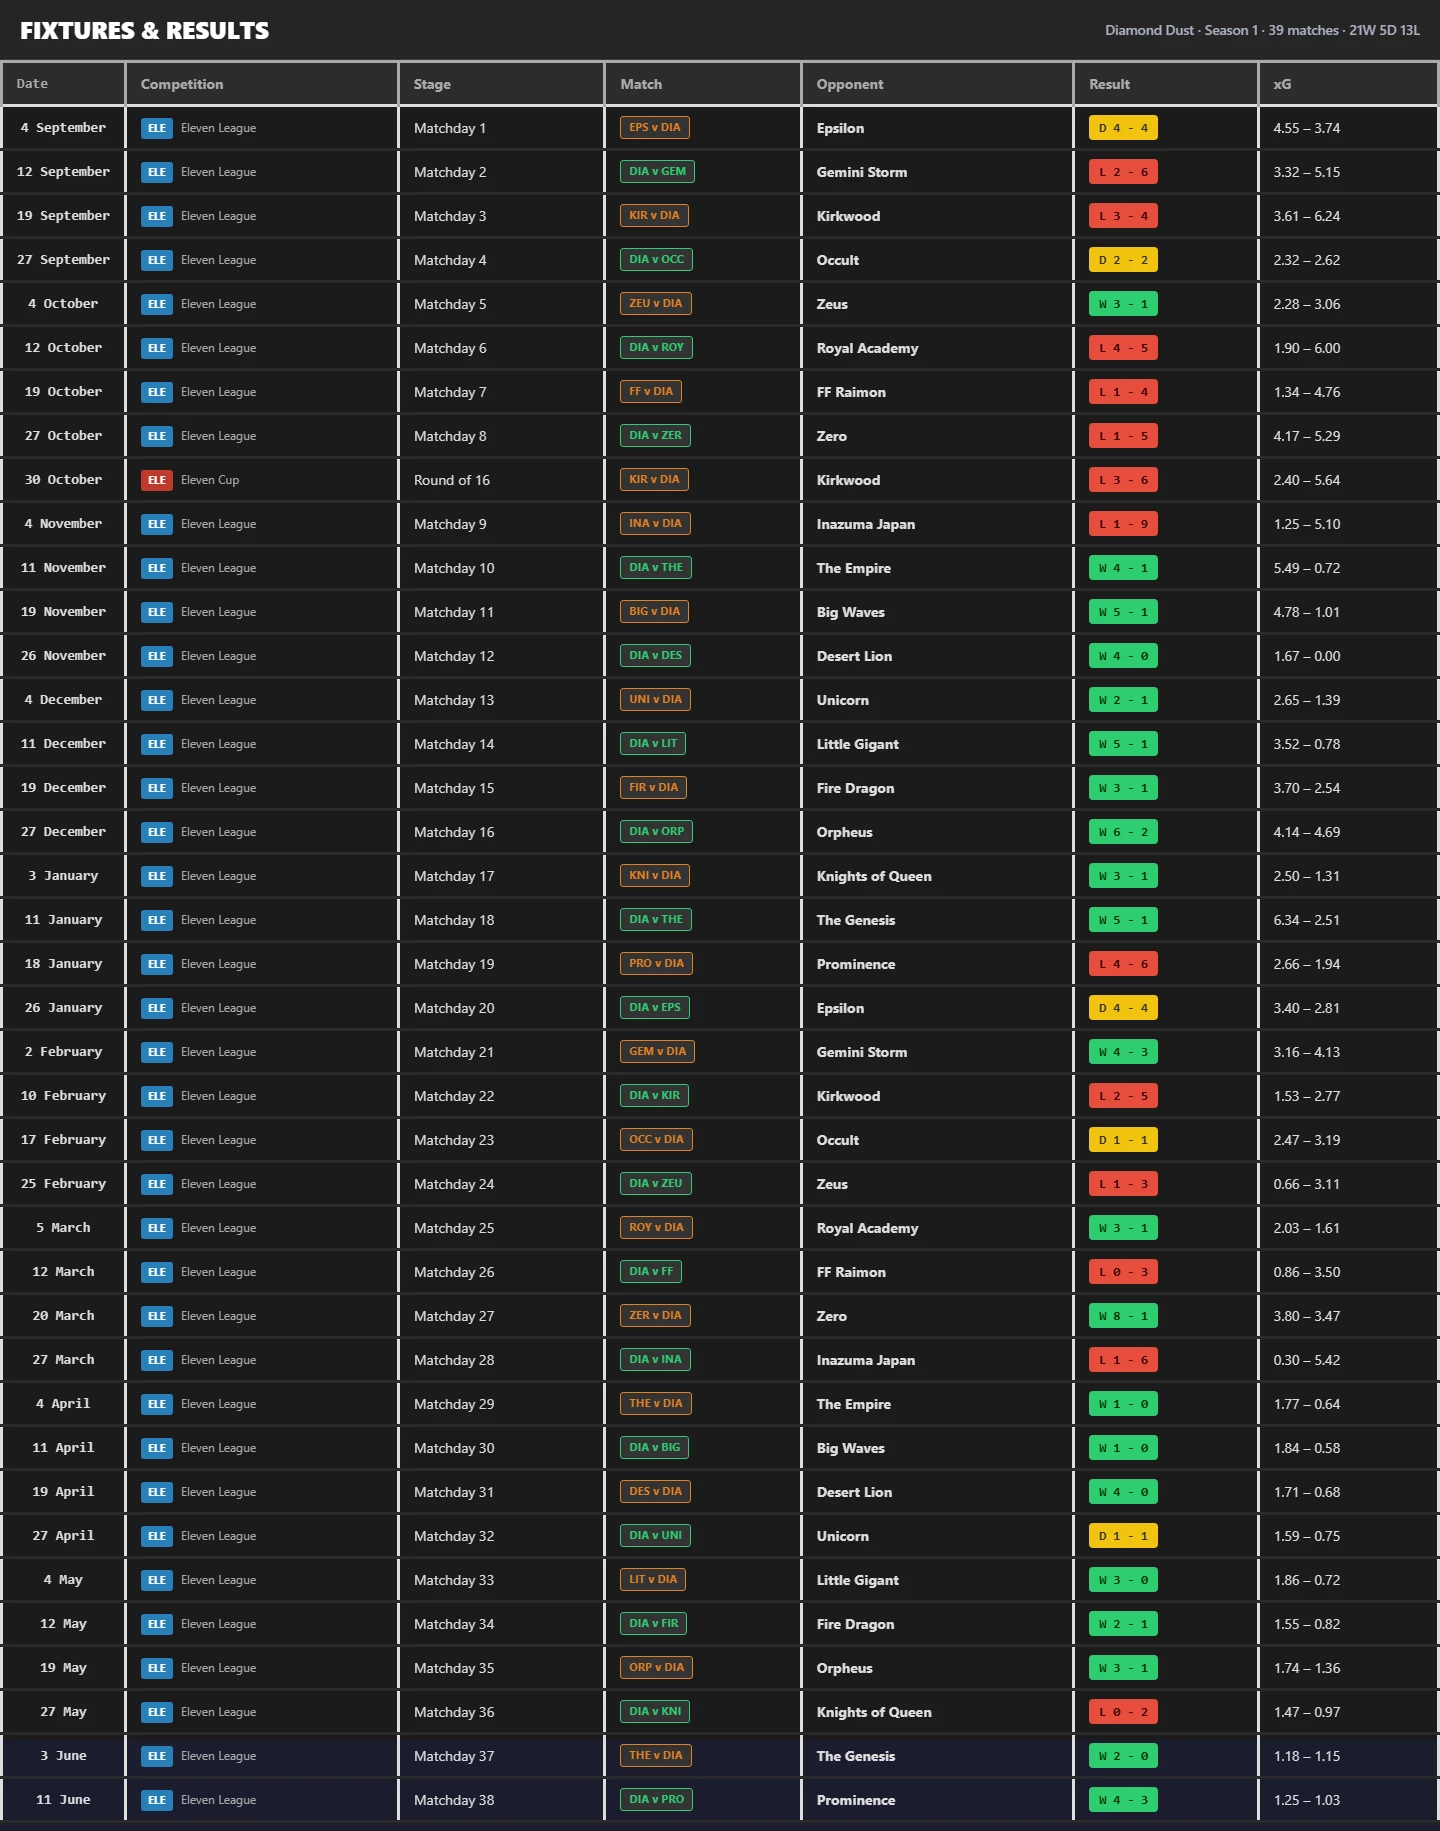 FIXTURES & RESULTS
Diamond Dust · Season 1 · 39 matches · 21W 5D 13L
Date Competition Stage Match Opponent Result xG
4 September ELE Eleven League Matchday 1 EPS v DIA Epsilon D 4 - 4 4.55 – 3.74
12 September ELE Eleven League Matchday 2 DIA v GEM Gemini Storm L 2 - 6 3.32 – 5.15
19 September ELE Eleven League Matchday 3 KIR v DIA Kirkwood L 3 - 4 3.61 – 6.24
27 September ELE Eleven League Matchday 4 DIA v OCC Occult D 2 - 2 2.32 – 2.62
4 October ELE Eleven League Matchday 5 ZEU v DIA Zeus W 3 - 1 2.28 – 3.06
12 October ELE Eleven League Matchday 6 DIA v ROY Royal Academy L 4 - 5 1.90 – 6.00
19 October ELE Eleven League Matchday 7 FF v DIA FF Raimon L 1 - 4 1.34 – 4.76
27 October ELE Eleven League Matchday 8 DIA v ZER Zero L 1 - 5 4.17 – 5.29
30 October ELE Eleven Cup Round of 16 KIR v DIA Kirkwood L 3 - 6 2.40 – 5.64
4 November ELE Eleven League Matchday 9 INA v DIA Inazuma Japan L 1 - 9 1.25 – 5.10
11 November ELE Eleven League Matchday 10 DIA v THE The Empire W 4 - 1 5.49 – 0.72
19 November ELE Eleven League Matchday 11 BIG v DIA Big Waves W 5 - 1 4.78 – 1.01
26 November ELE Eleven League Matchday 12 DIA v DES Desert Lion W 4 - 0 1.67 – 0.00
4 December ELE Eleven League Matchday 13 UNI v DIA Unicorn W 2 - 1 2.65 – 1.39
11 December ELE Eleven League Matchday 14 DIA v LIT Little Gigant W 5 - 1 3.52 – 0.78
19 December ELE Eleven League Matchday 15 FIR v DIA Fire Dragon W 3 - 1 3.70 – 2.54
27 December ELE Eleven League Matchday 16 DIA v ORP Orpheus W 6 - 2 4.14 – 4.69
3 January ELE Eleven League Matchday 17 KNI v DIA Knights of Queen W 3 - 1 2.50 – 1.31
11 January ELE Eleven League Matchday 18 DIA v THE The Genesis W 5 - 1 6.34 – 2.51
18 January ELE Eleven League Matchday 19 PRO v DIA Prominence L 4 - 6 2.66 – 1.94
26 January ELE Eleven League Matchday 20 DIA v EPS Epsilon D 4 - 4 3.40 – 2.81
2 February ELE Eleven League Matchday 21 GEM v DIA Gemini Storm W 4 - 3 3.16 – 4.13
10 February ELE Eleven League Matchday 22 DIA v KIR Kirkwood L 2 - 5 1.53 – 2.77
17 February ELE Eleven League Matchday 23 OCC v DIA Occult D 1 - 1 2.47 – 3.19
25 February ELE Eleven League Matchday 24 DIA v ZEU Zeus L 1 - 3 0.66 – 3.11
5 March ELE Eleven League Matchday 25 ROY v DIA Royal Academy W 3 - 1 2.03 – 1.61
12 March ELE Eleven League Matchday 26 DIA v FF FF Raimon L 0 - 3 0.86 – 3.50
20 March ELE Eleven League Matchday 27 ZER v DIA Zero W 8 - 1 3.80 – 3.47
27 March ELE Eleven League Matchday 28 DIA v INA Inazuma Japan L 1 - 6 0.30 – 5.42
4 April ELE Eleven League Matchday 29 THE v DIA The Empire W 1 - 0 1.77 – 0.64
11 April ELE Eleven League Matchday 30 DIA v BIG Big Waves W 1 - 0 1.84 – 0.58
19 April ELE Eleven League Matchday 31 DES v DIA Desert Lion W 4 - 0 1.71 – 0.68
27 April ELE Eleven League Matchday 32 DIA v UNI Unicorn D 1 - 1 1.59 – 0.75
4 May ELE Eleven League Matchday 33 LIT v DIA Little Gigant W 3 - 0 1.86 – 0.72
12 May ELE Eleven League Matchday 34 DIA v FIR Fire Dragon W 2 - 1 1.55 – 0.82
19 May ELE Eleven League Matchday 35 ORP v DIA Orpheus W 3 - 1 1.74 – 1.36
27 May ELE Eleven League Matchday 36 DIA v KNI Knights of Queen L 0 - 2 1.47 – 0.97
3 June ELE Eleven League Matchday 37 THE v DIA The Genesis W 2 - 0 1.18 – 1.15
11 June ELE Eleven League Matchday 38 DIA v PRO Prominence W 4 - 3 1.25 – 1.03